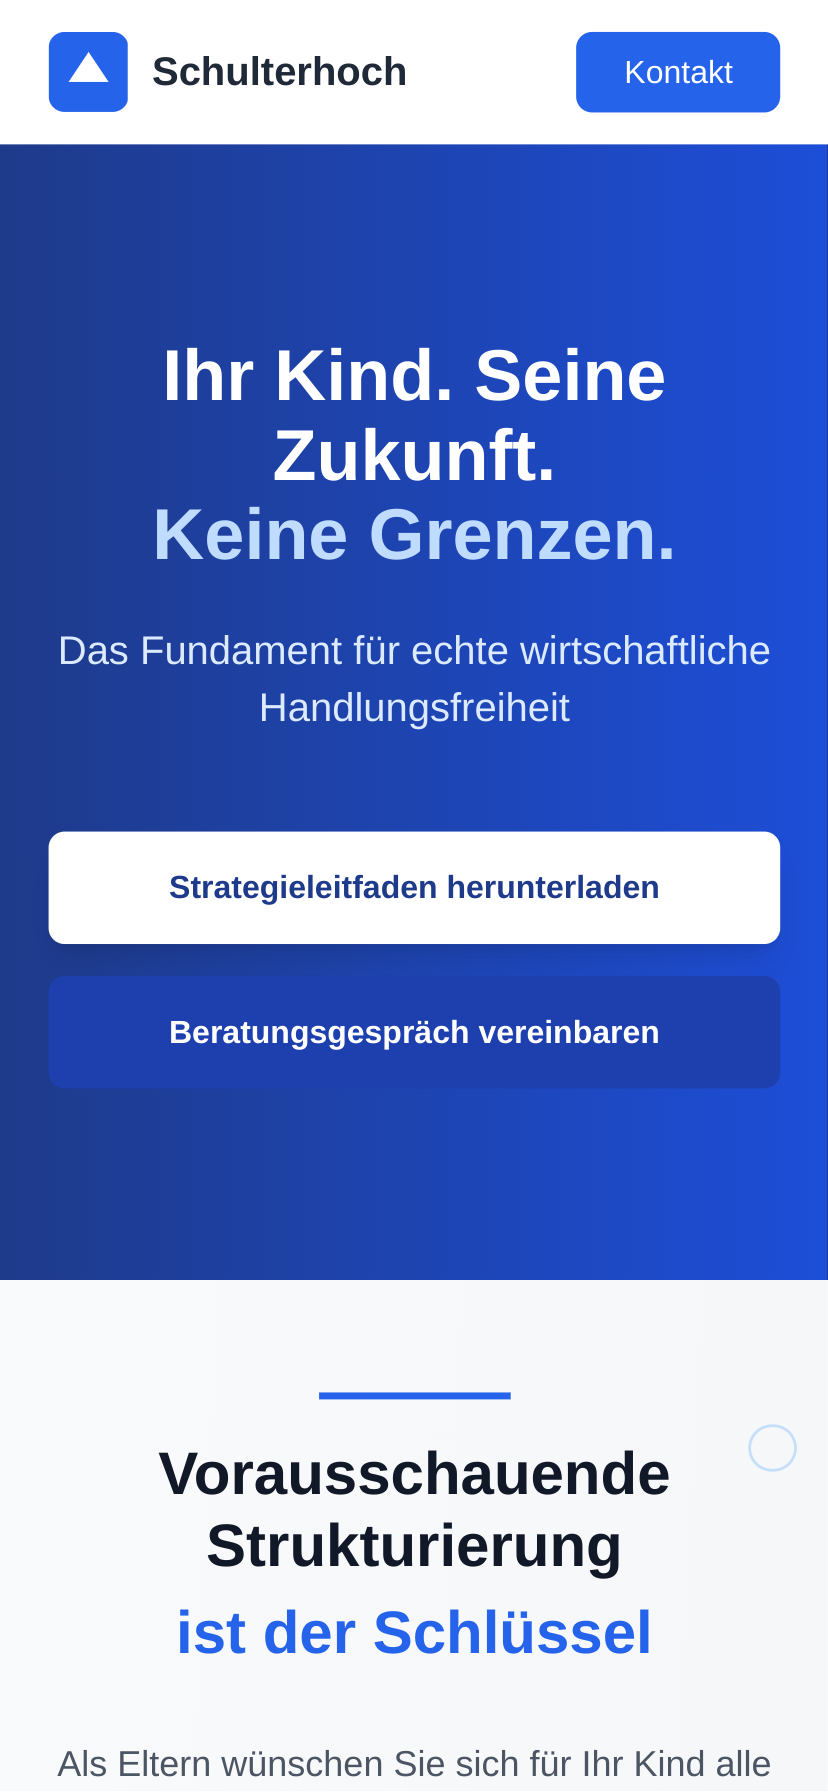 Schulterhoch
Kontakt
Ihr Kind. Seine
Zukunft.
Keine Grenzen.
Das Fundament für echte wirtschaftliche
Handlungsfreiheit
Strategieleitfaden herunterladen
Beratungsgespräch vereinbaren
Vorausschauende
Strukturierung
ist der Schlüssel
Als Eltern wünschen Sie sich für Ihr Kind alle